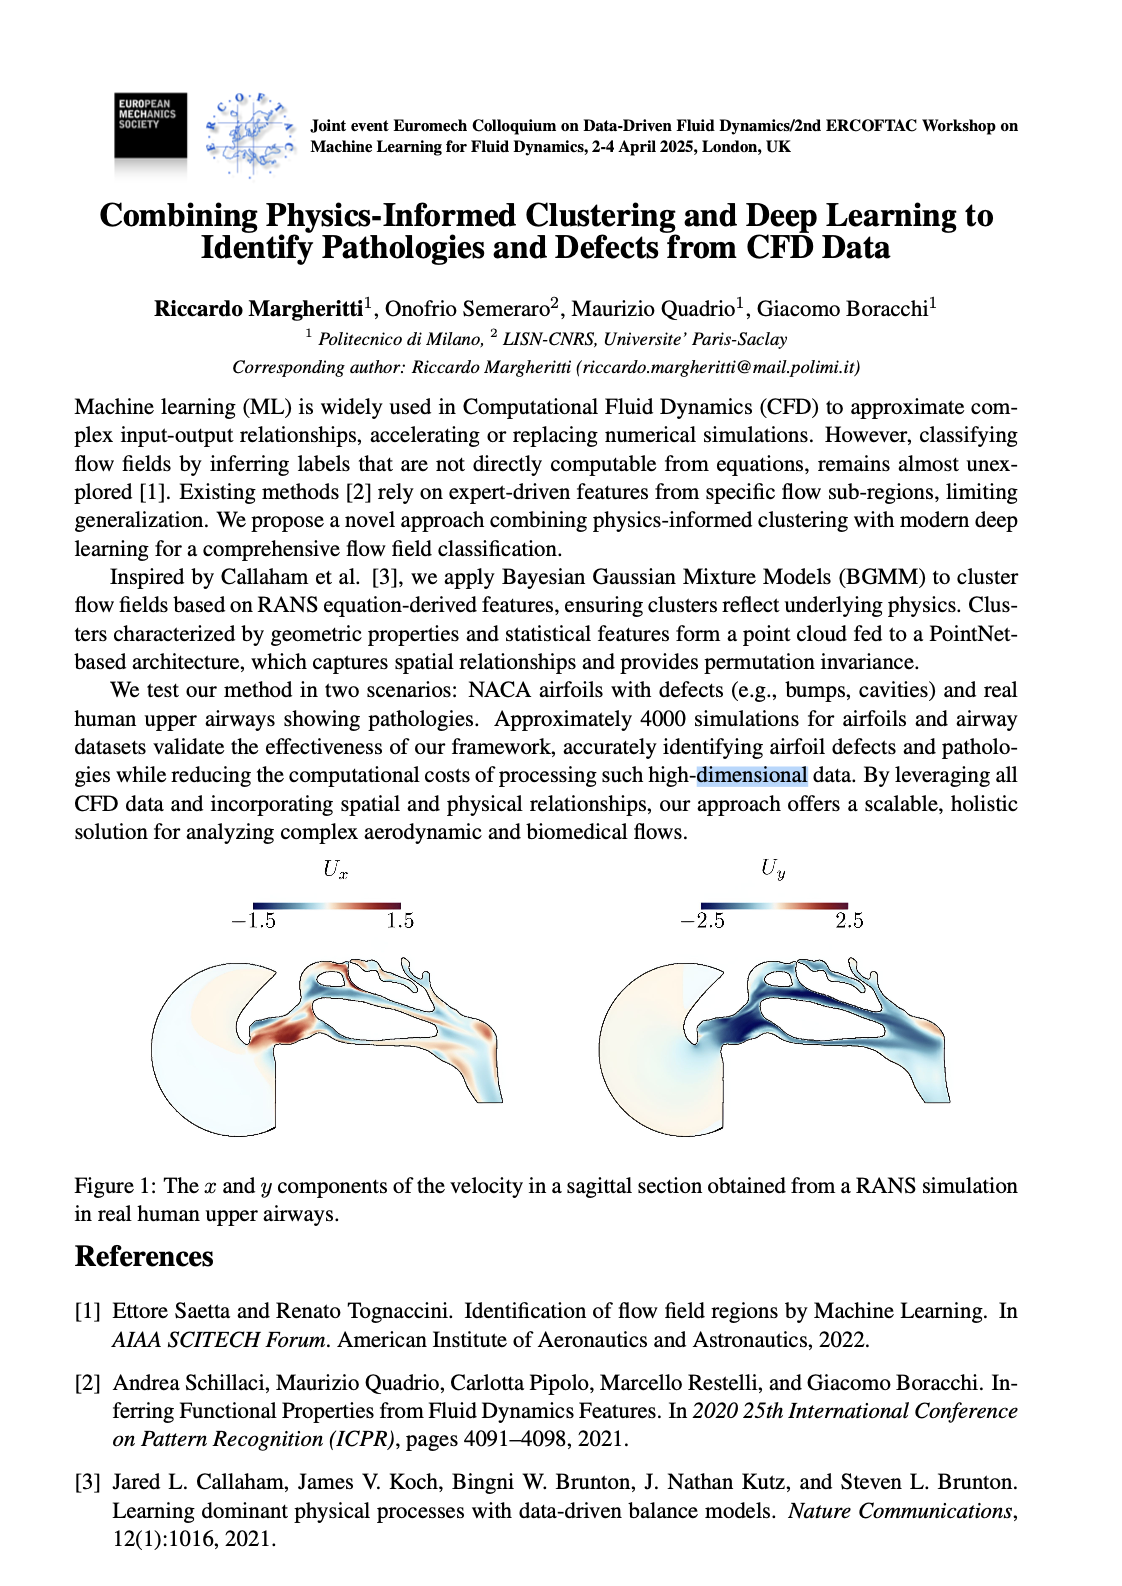 EUROPEAN
MECHANICS
SOCIETY
E R C O F T A C
Joint event Euromech Colloquium on Data-Driven Fluid Dynamics/2nd ERCOFTAC Workshop on
Machine Learning for Fluid Dynamics, 2-4 April 2025, London, UK
Combining Physics-Informed Clustering and Deep Learning to
Identify Pathologies and Defects from CFD Data
Riccardo Margheritti¹, Onofrio Semeraro², Maurizio Quadrio¹, Giacomo Boracchi¹
¹ Politecnico di Milano, ² LISN-CNRS, Universite’ Paris-Saclay
Corresponding author: Riccardo Margheritti (riccardo.margheritti@mail.polimi.it)
Machine learning (ML) is widely used in Computational Fluid Dynamics (CFD) to approximate com-
plex input-output relationships, accelerating or replacing numerical simulations. However, classifying
flow fields by inferring labels that are not directly computable from equations, remains almost unex-
plored [1]. Existing methods [2] rely on expert-driven features from specific flow sub-regions, limiting
generalization. We propose a novel approach combining physics-informed clustering with modern deep
learning for a comprehensive flow field classification.
Inspired by Callaham et al. [3], we apply Bayesian Gaussian Mixture Models (BGMM) to cluster
flow fields based on RANS equation-derived features, ensuring clusters reflect underlying physics. Clus-
ters characterized by geometric properties and statistical features form a point cloud fed to a PointNet-
based architecture, which captures spatial relationships and provides permutation invariance.
We test our method in two scenarios: NACA airfoils with defects (e.g., bumps, cavities) and real
human upper airways showing pathologies. Approximately 4000 simulations for airfoils and airway
datasets validate the effectiveness of our framework, accurately identifying airfoil defects and patholo-
gies while reducing the computational costs of processing such high-dimensional data. By leveraging all
CFD data and incorporating spatial and physical relationships, our approach offers a scalable, holistic
solution for analyzing complex aerodynamic and biomedical flows.
Uₓ
−1.5 1.5
U_y
−2.5 2.5
Figure 1: The x and y components of the velocity in a sagittal section obtained from a RANS simulation
in real human upper airways.
References
[1] Ettore Saetta and Renato Tognaccini. Identification of flow field regions by Machine Learning. In
AIAA SCITECH Forum. American Institute of Aeronautics and Astronautics, 2022.
[2] Andrea Schillaci, Maurizio Quadrio, Carlotta Pipolo, Marcello Restelli, and Giacomo Boracchi. In-
ferring Functional Properties from Fluid Dynamics Features. In 2020 25th International Conference
on Pattern Recognition (ICPR), pages 4091–4098, 2021.
[3] Jared L. Callaham, James V. Koch, Bingni W. Brunton, J. Nathan Kutz, and Steven L. Brunton.
Learning dominant physical processes with data-driven balance models. Nature Communications,
12(1):1016, 2021.